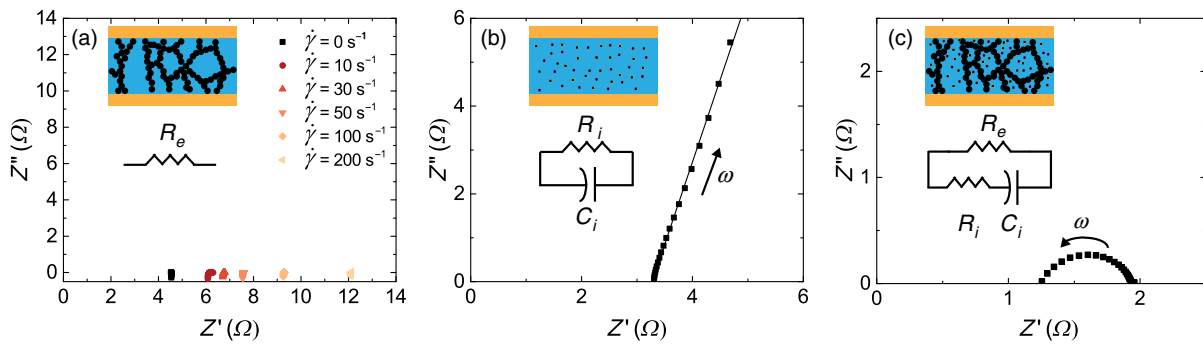 (a)
γ̇ = 0 s⁻¹
γ̇ = 10 s⁻¹
γ̇ = 30 s⁻¹
γ̇ = 50 s⁻¹
γ̇ = 100 s⁻¹
γ̇ = 200 s⁻¹
R_e
Z'' (Ω)
14
12
10
8
6
4
2
0
0 2 4 6 8 10 12 14
Z' (Ω)
(b)
R_i
C_i
ω
Z'' (Ω)
6
4
2
0
0 2 4 6
Z' (Ω)
(c)
R_e
R_i C_i
ω
Z'' (Ω)
2
1
0
0 1 2
Z' (Ω)